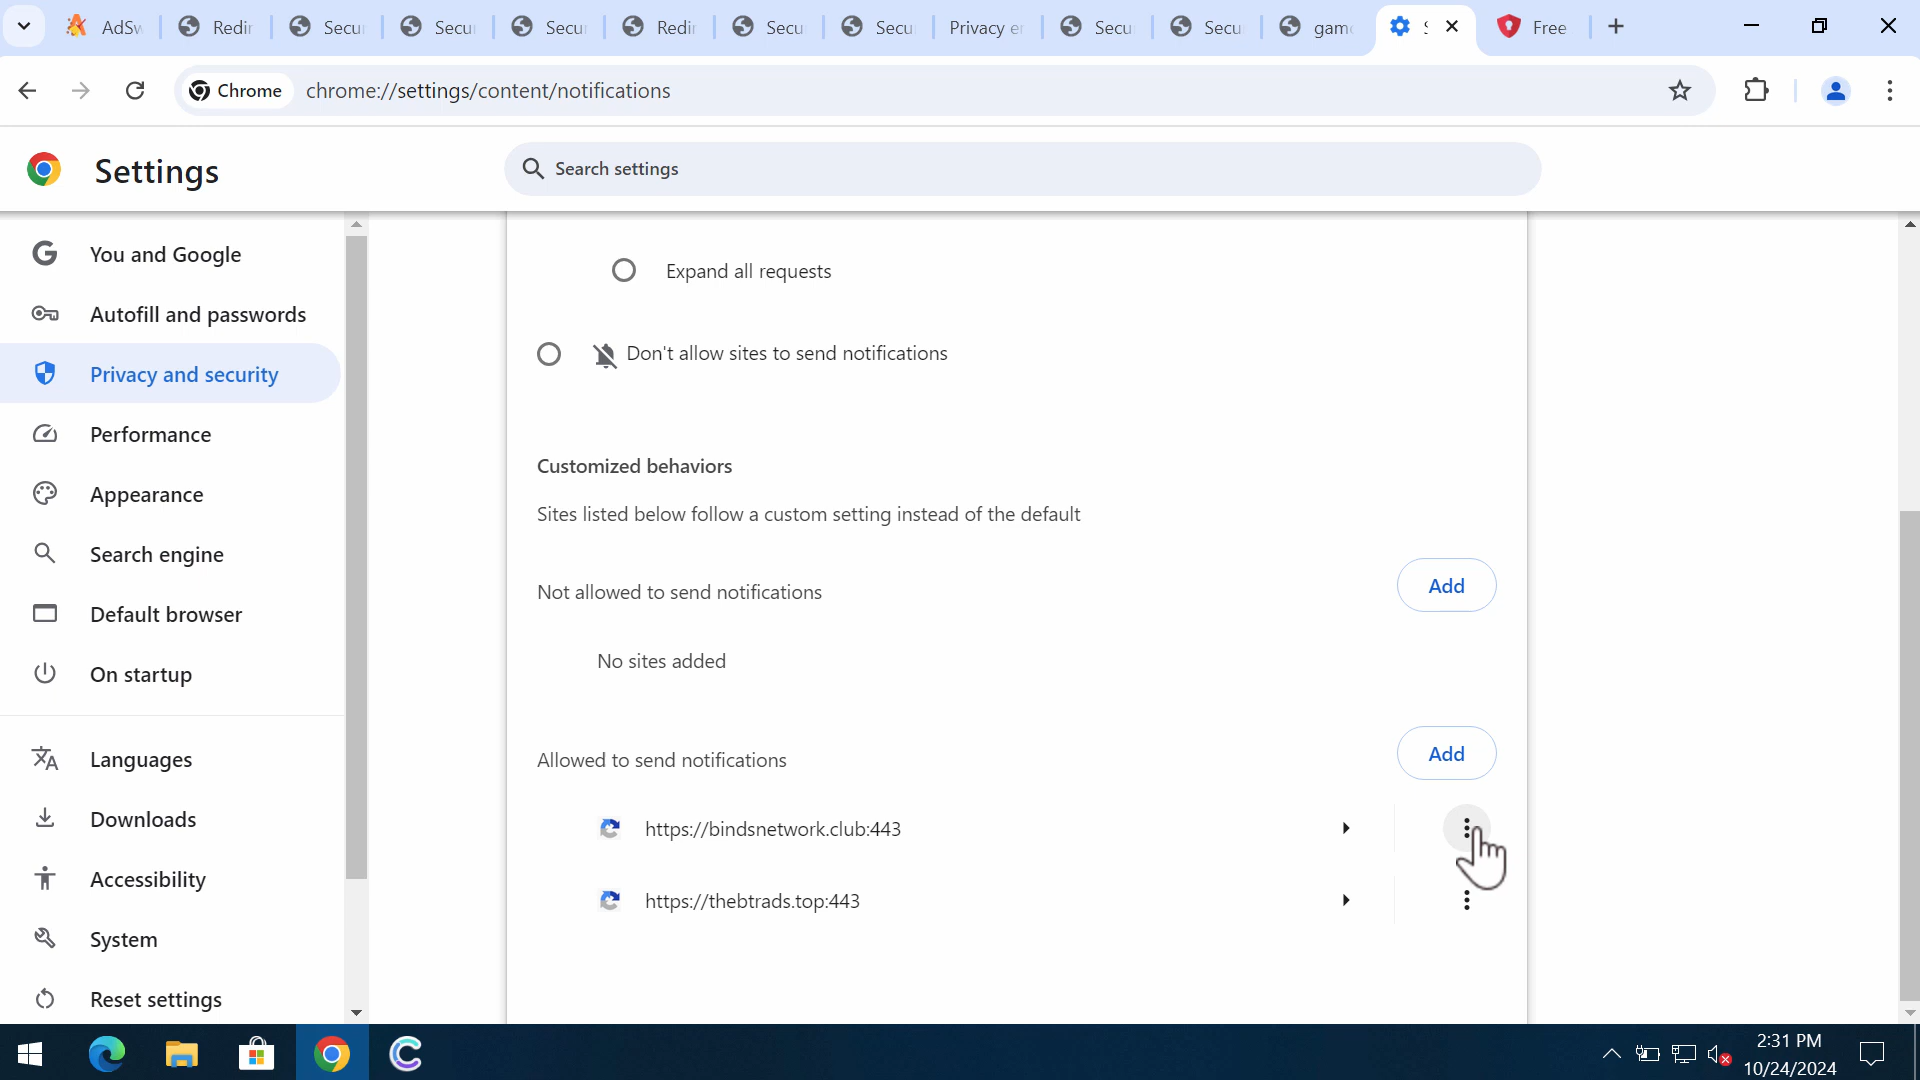 AdSw
Redir
Secur
Secu
Secu
Redir
Secu
Secu
Privacy er
Secu
Secu
game
S
Free
Chrome
chrome://settings/content/notifications
Settings
Search settings
You and Google
Autofill and passwords
Privacy and security
Performance
Appearance
Search engine
Default browser
On startup
Languages
Downloads
Accessibility
System
Reset settings
Expand all requests
Don't allow sites to send notifications
Customized behaviors
Sites listed below follow a custom setting instead of the default
Not allowed to send notifications
Add
No sites added
Allowed to send notifications
Add
https://bindsnetwork.club:443
https://thebtrads.top:443
2:31 PM
10/24/2024